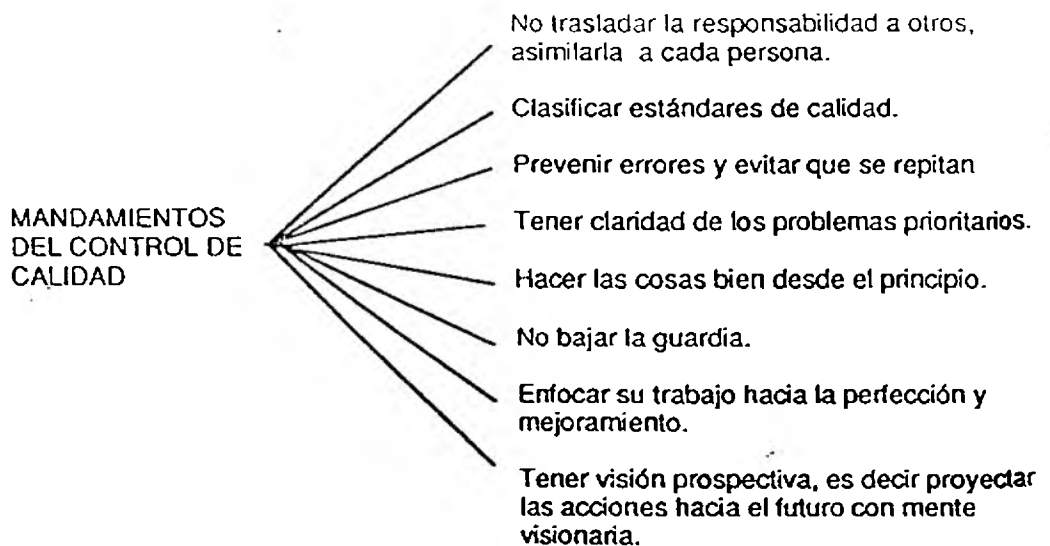 No trasladar la responsabilidad a otros,
asimilarla a cada persona.
Clasificar estándares de calidad.
Prevenir errores y evitar que se repitan
MANDAMIENTOS
DEL CONTROL DE
CALIDAD
Tener claridad de los problemas prioritarios.
Hacer las cosas bien desde el principio.
No bajar la guardia.
Enfocar su trabajo hacia la perfección y
mejoramiento.
Tener visión prospectiva, es decir proyectar
las acciones hacia el futuro con mente
visionaria.